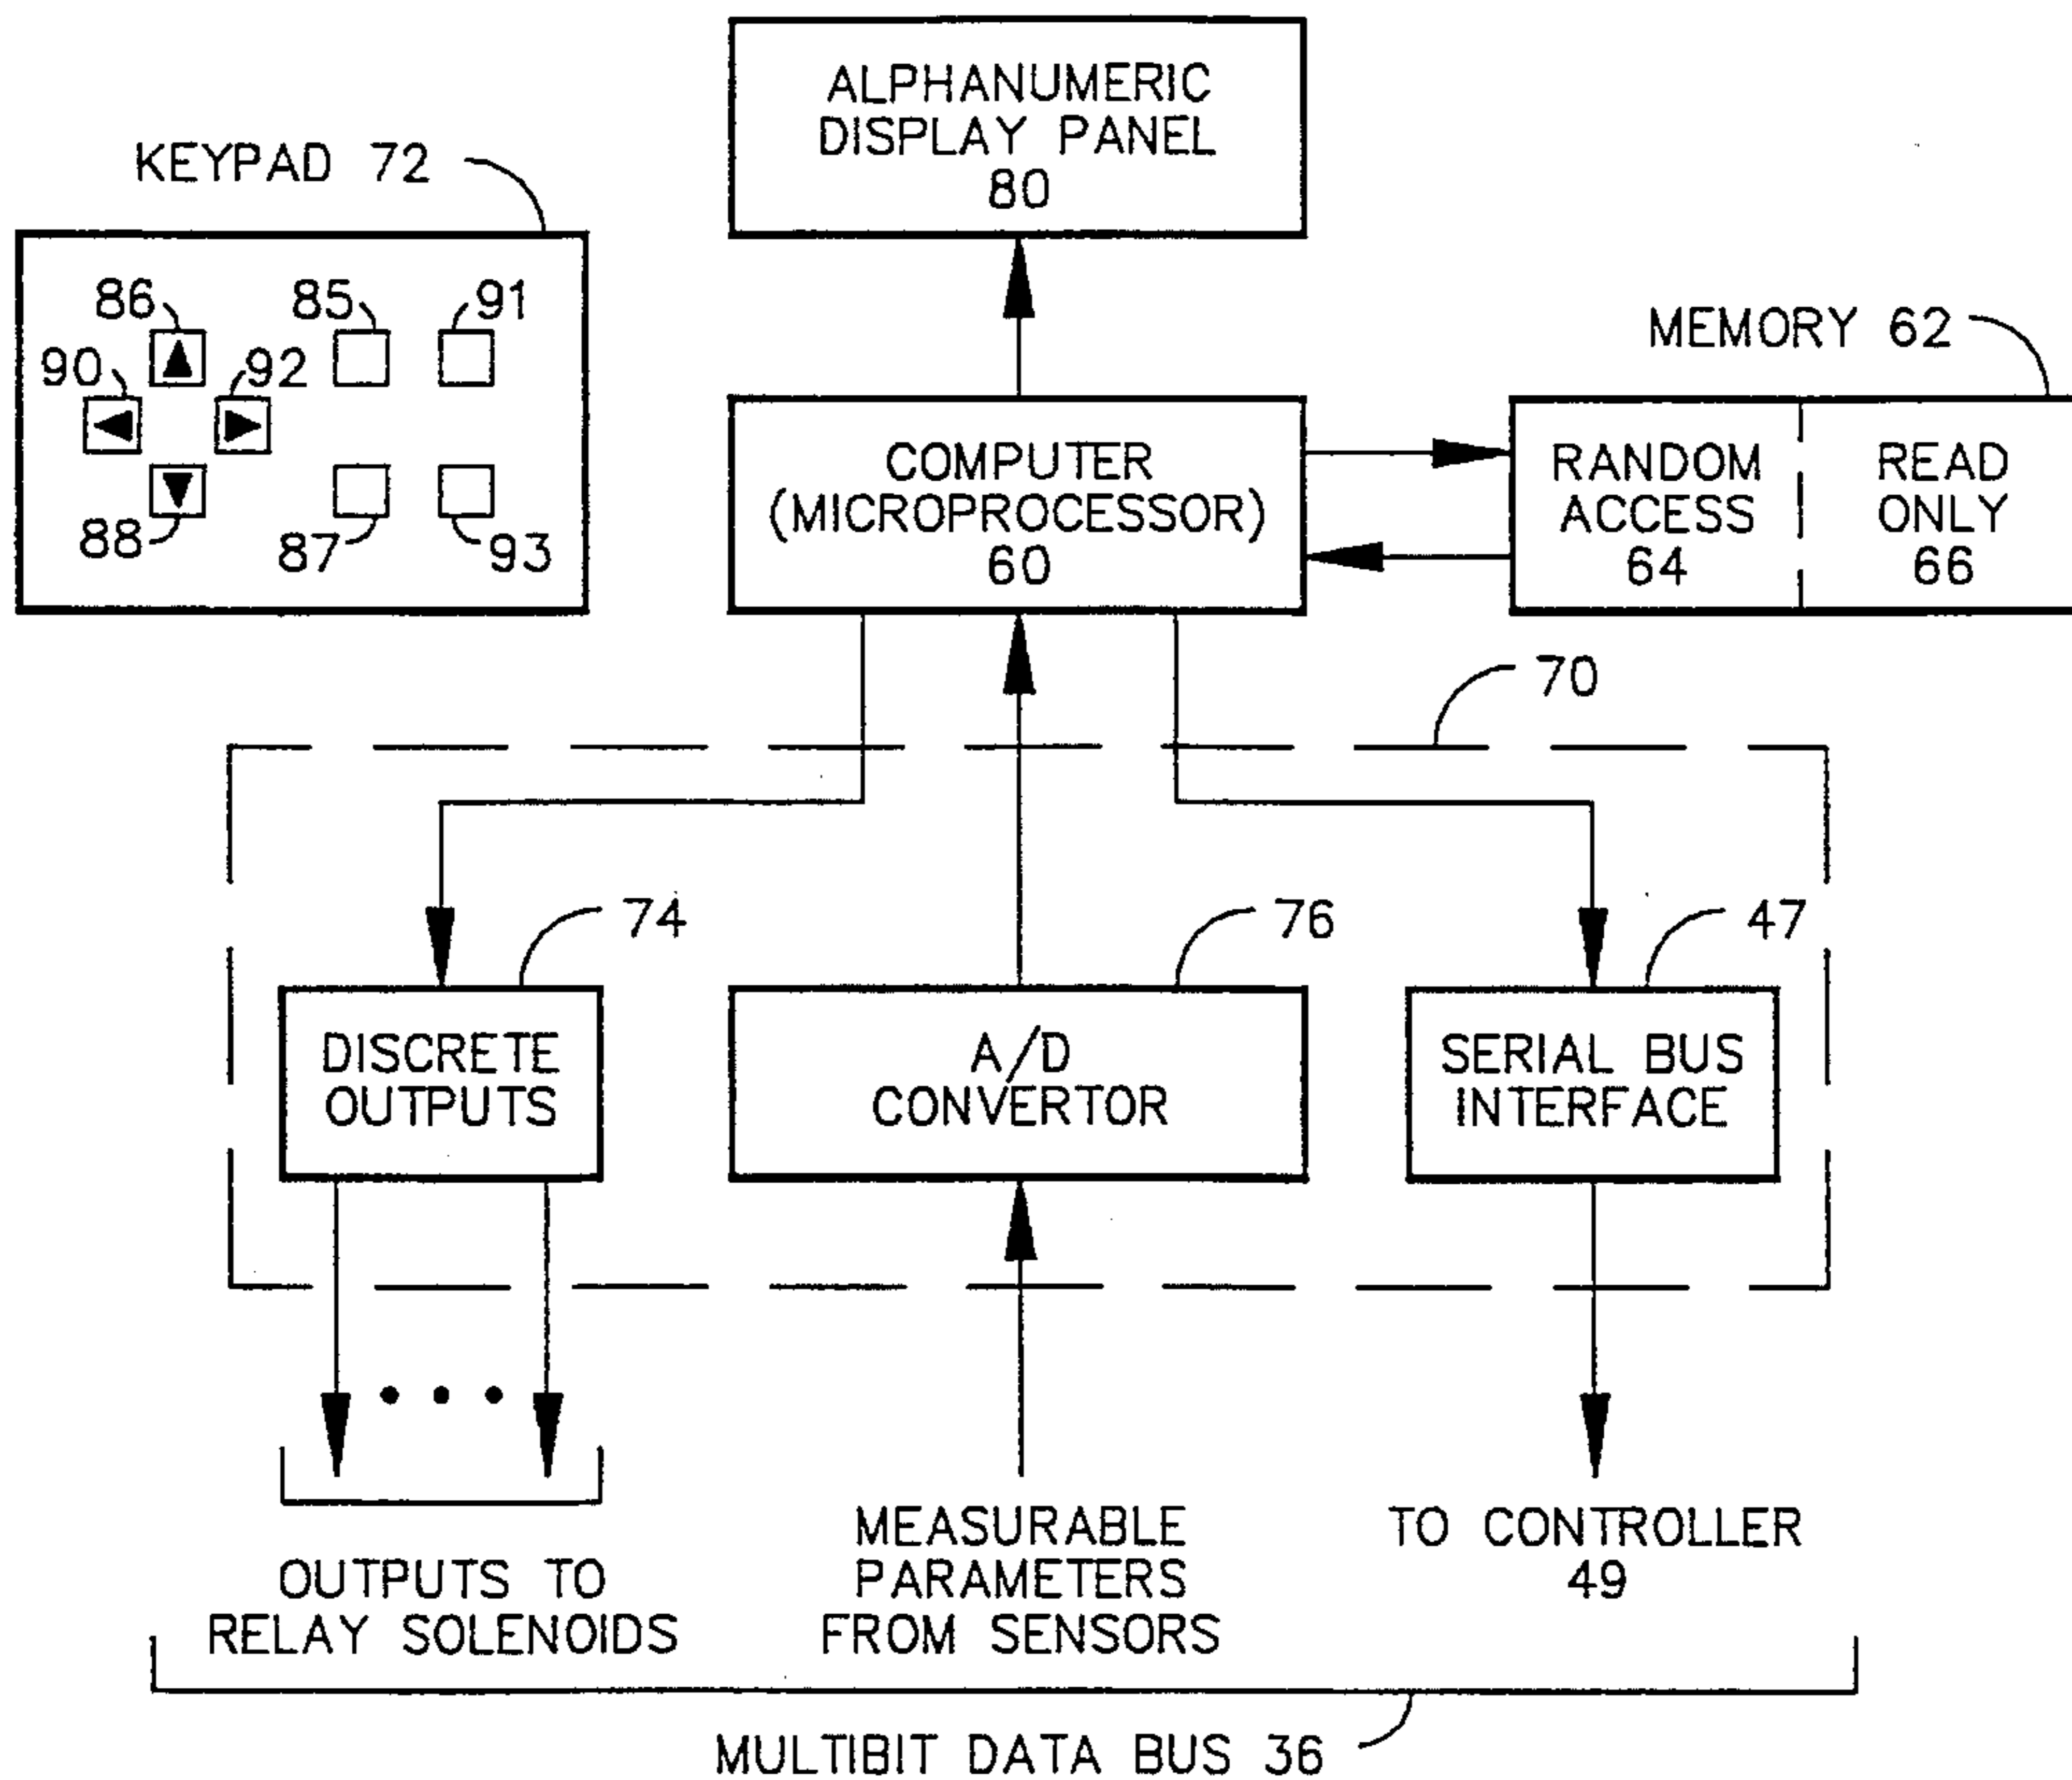 ALPHANUMERIC
DISPLAY PANEL
80
KEYPAD 72
86
85
91
90
92
88
87
93
MEMORY 62
COMPUTER
(MICROPROCESSOR)
60
RANDOM
ACCESS
64
READ
ONLY
66
70
74
76
47
DISCRETE
OUTPUTS
A/D
CONVERTOR
SERIAL BUS
INTERFACE
OUTPUTS TO
RELAY SOLENOIDS
MEASURABLE
PARAMETERS
FROM SENSORS
TO CONTROLLER
49
MULTIBIT DATA BUS 36